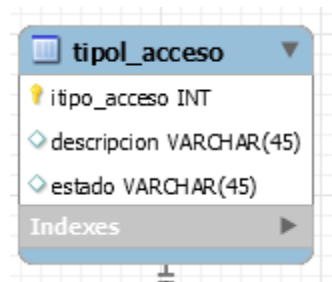 tipol_acceso
itipo_acceso INT
descripcion VARCHAR(45)
estado VARCHAR(45)
Indexes